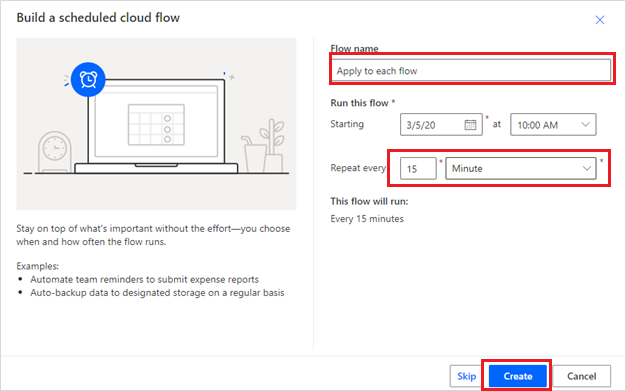 Build a scheduled cloud flow
Stay on top of what's important without the effort—you choose
when and how often the flow runs.
Examples:
• Automate team reminders to submit expense reports
• Auto-backup data to designated storage on a regular basis
Flow name
Apply to each flow
Run this flow *
Starting 3/5/20 * at 10:00 AM
Repeat every 15 * Minute *
This flow will run:
Every 15 minutes
Skip Create Cancel